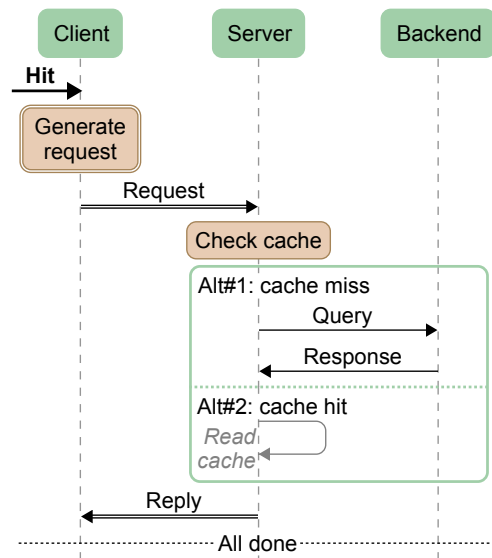 Client Server Backend
Hit
Generate
request
Request
Check cache
Alt#1: cache miss
Query
Response
Alt#2: cache hit
Read
cache
Reply
All done